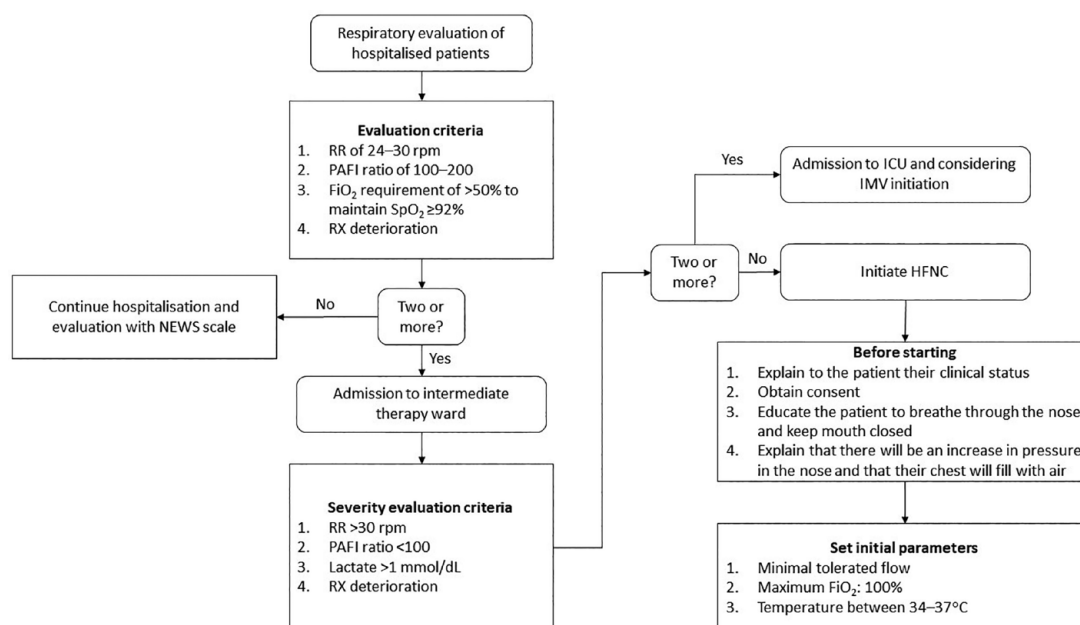 Respiratory evaluation of
hospitalised patients
Evaluation criteria
1. RR of 24–30 rpm
2. PAFI ratio of 100–200
3. FiO₂ requirement of >50% to
maintain SpO₂ ≥92%
4. RX deterioration
Two or
more?
No
Continue hospitalisation and
evaluation with NEWS scale
Yes
Admission to intermediate
therapy ward
Severity evaluation criteria
1. RR >30 rpm
2. PAFI ratio <100
3. Lactate >1 mmol/dL
4. RX deterioration
Two or
more?
Yes
Admission to ICU and considering
IMV initiation
No
Initiate HFNC
Before starting
1. Explain to the patient their clinical status
2. Obtain consent
3. Educate the patient to breathe through the nose
and keep mouth closed
4. Explain that there will be an increase in pressure
in the nose and that their chest will fill with air
Set initial parameters
1. Minimal tolerated flow
2. Maximum FiO₂: 100%
3. Temperature between 34–37°C